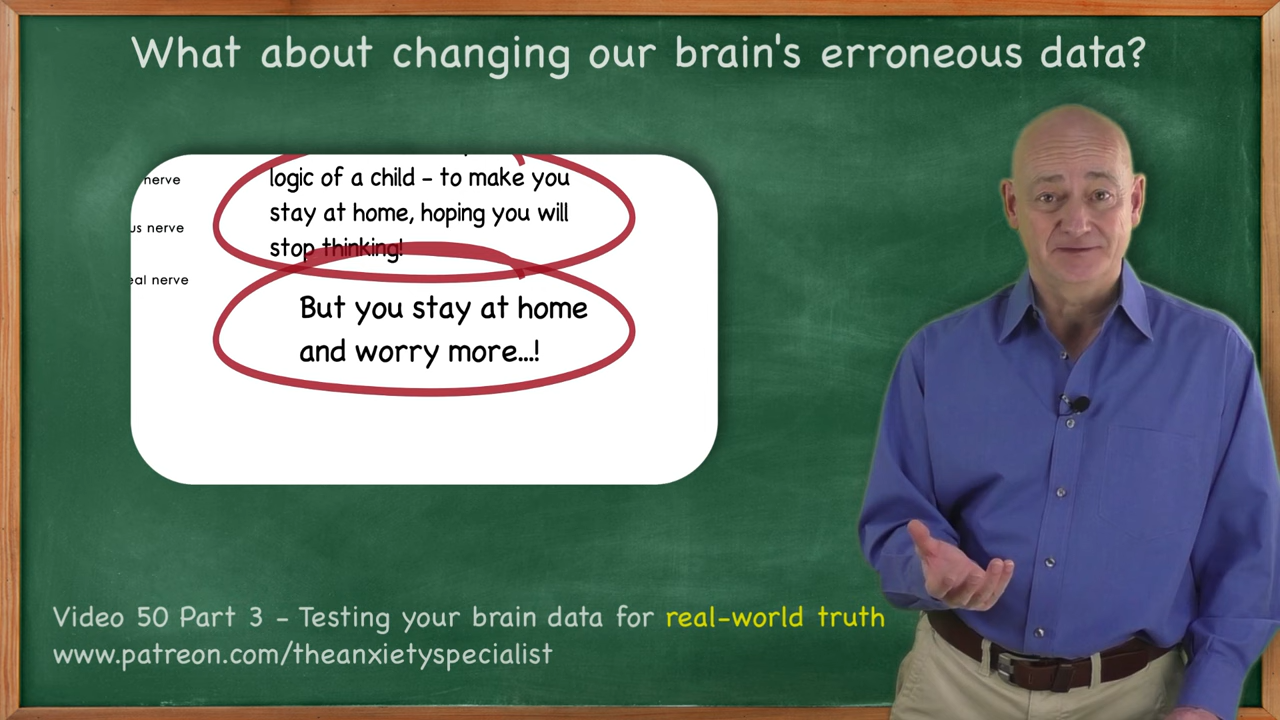 What about changing our brain's erroneous data?
nerve
us nerve
eal nerve
logic of a child – to make you
stay at home, hoping you will
stop thinking!
But you stay at home
and worry more...!
Video 50 Part 3 – Testing your brain data for real-world truth
www.patreon.com/theanxietyspecialist